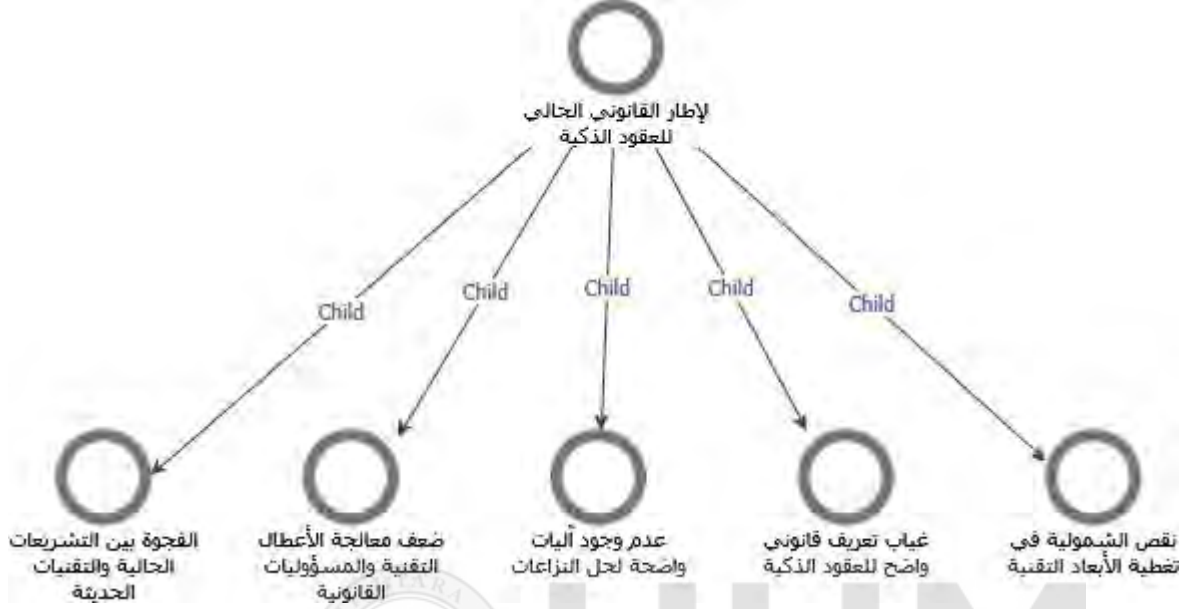 لإطار القانوني الحالي
للعقود الذكية
Child
Child
Child
Child
Child
نقص الشمولية في
تغطية الأبعاد التقنية
غياب تعريف قانوني
واضح للعقود الذكية
عدم وجود آليات
واضحة لحل النزاعات
ضعف معالجة الأعطال
التقنية والمسؤوليات
القانونية
الفجوة بين التشريعات
الحالية والتقنيات
الحديثة